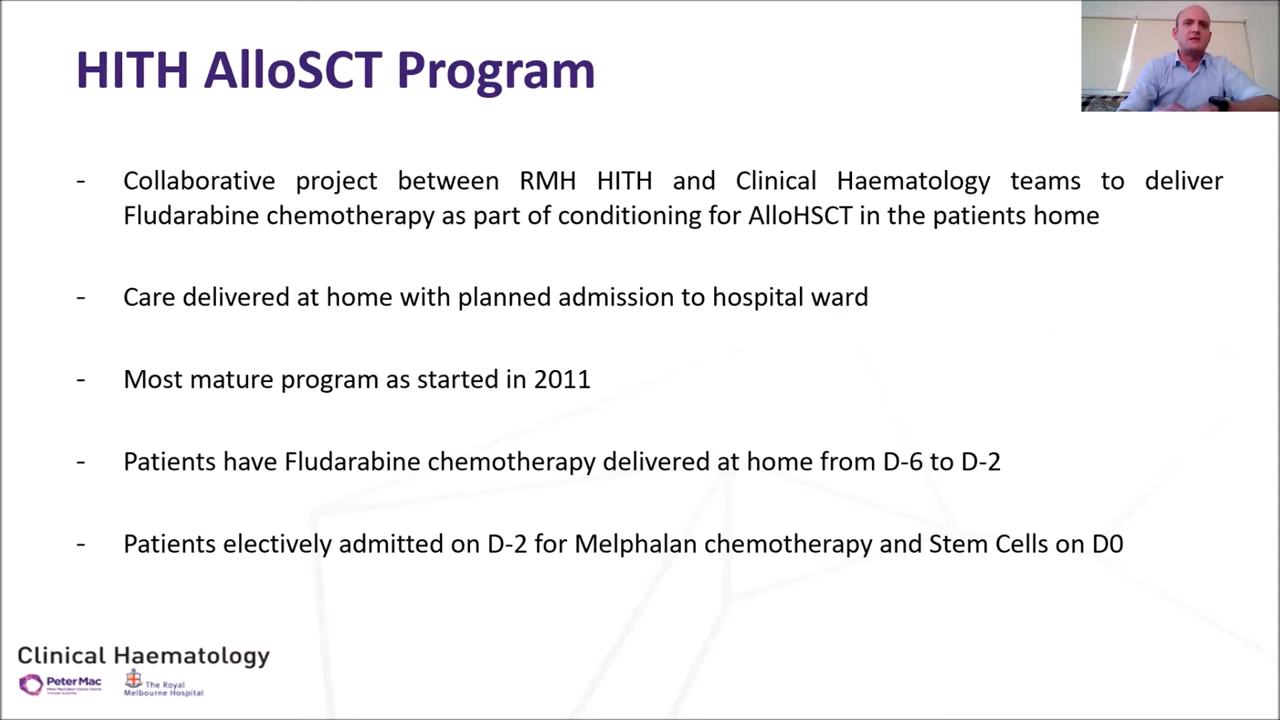 HITH AlloSCT Program
- Collaborative project between RMH HITH and Clinical Haematology teams to deliver
Fludarabine chemotherapy as part of conditioning for AlloHSCT in the patients home
- Care delivered at home with planned admission to hospital ward
- Most mature program as started in 2011
- Patients have Fludarabine chemotherapy delivered at home from D-6 to D-2
- Patients electively admitted on D-2 for Melphalan chemotherapy and Stem Cells on D0
Clinical Haematology
Peter Mac
The Royal
Melbourne Hospital